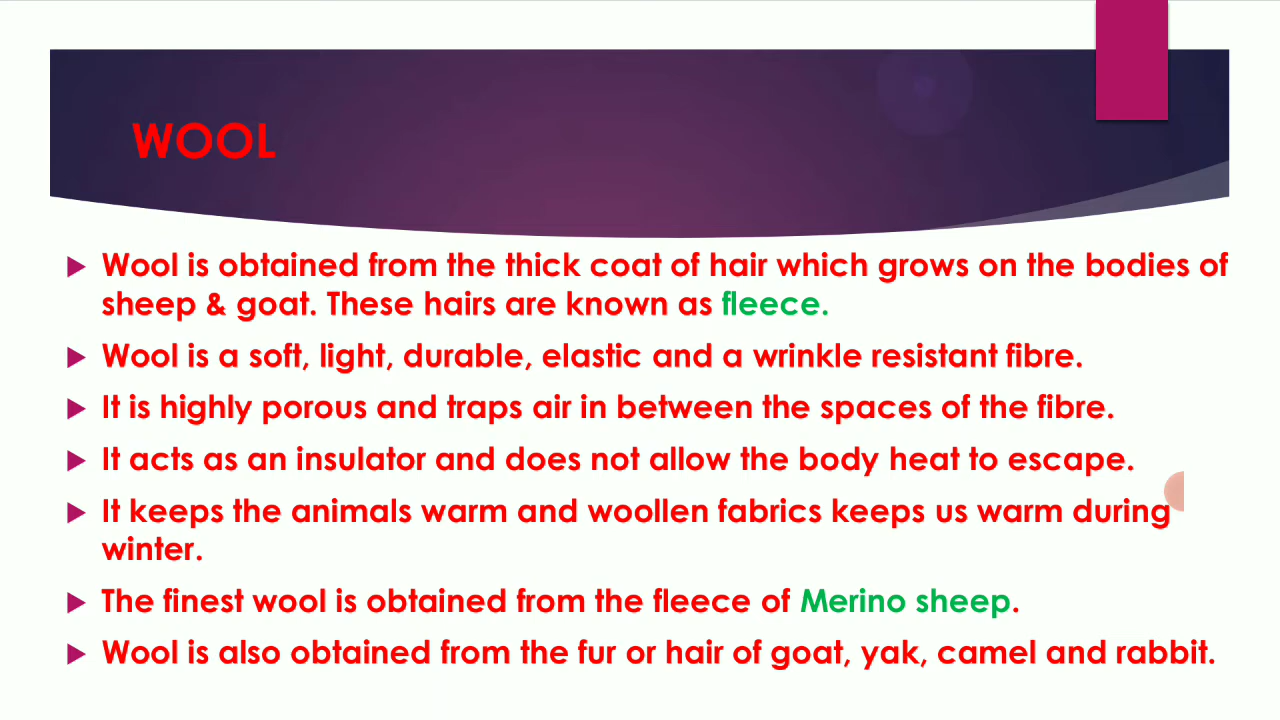 WOOL
Wool is obtained from the thick coat of hair which grows on the bodies of
sheep & goat. These hairs are known as fleece.
Wool is a soft, light, durable, elastic and a wrinkle resistant fibre.
It is highly porous and traps air in between the spaces of the fibre.
It acts as an insulator and does not allow the body heat to escape.
It keeps the animals warm and woollen fabrics keeps us warm during
winter.
The finest wool is obtained from the fleece of Merino sheep.
Wool is also obtained from the fur or hair of goat, yak, camel and rabbit.